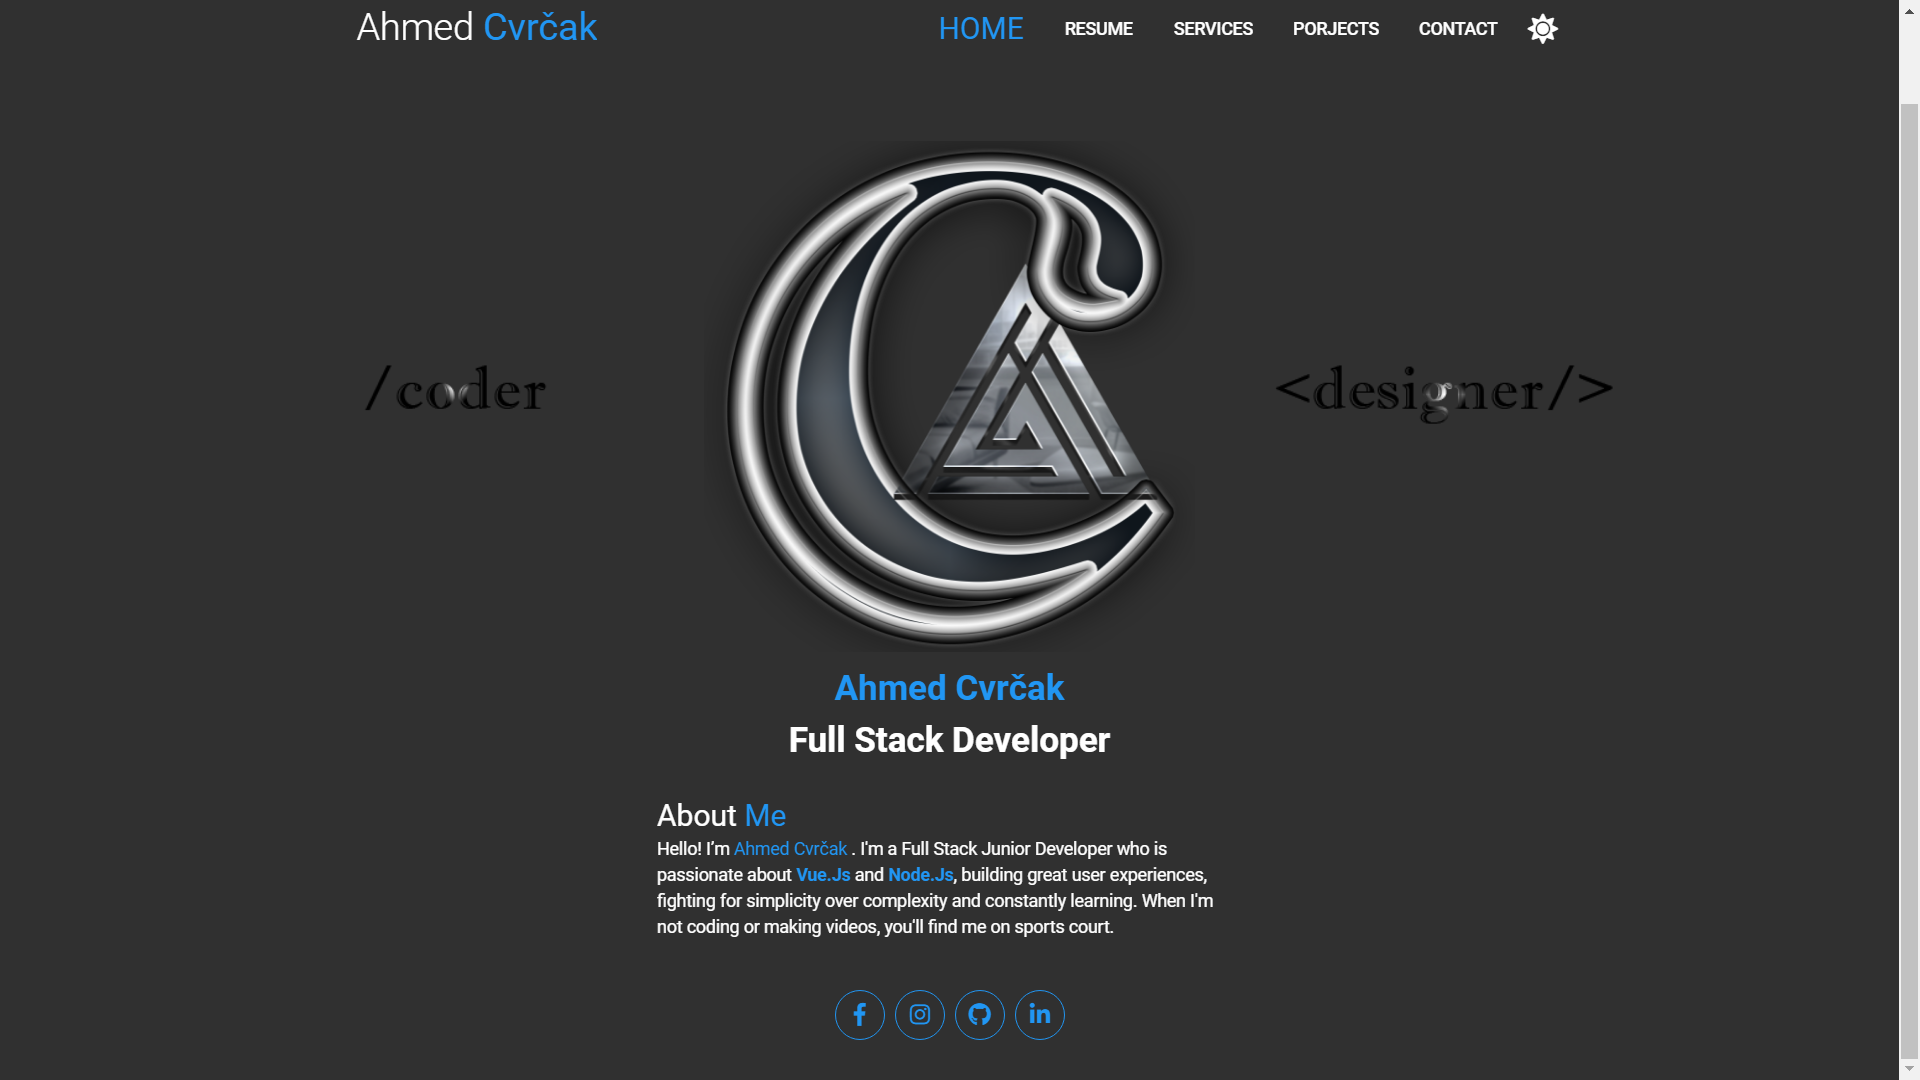 Ahmed Cvrčak
HOME RESUME SERVICES PORJECTS CONTACT
/coder
<designer/>
Ahmed Cvrčak
Full Stack Developer
About Me
Hello! I’m Ahmed Cvrčak . I'm a Full Stack Junior Developer who is
passionate about Vue.Js and Node.Js, building great user experiences,
fighting for simplicity over complexity and constantly learning. When I'm
not coding or making videos, you'll find me on sports court.